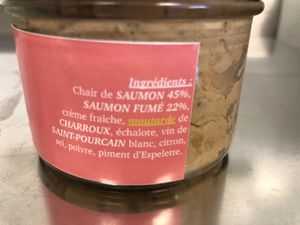 Ingrédients :
Chair de SAUMON 45%,
SAUMON FUMÉ 22%,
crème fraiche, moutarde de
CHARROUX, échalote, vin de
SAINT-POURCAIN blanc, citron,
sel, poivre, piment d'Espelette.